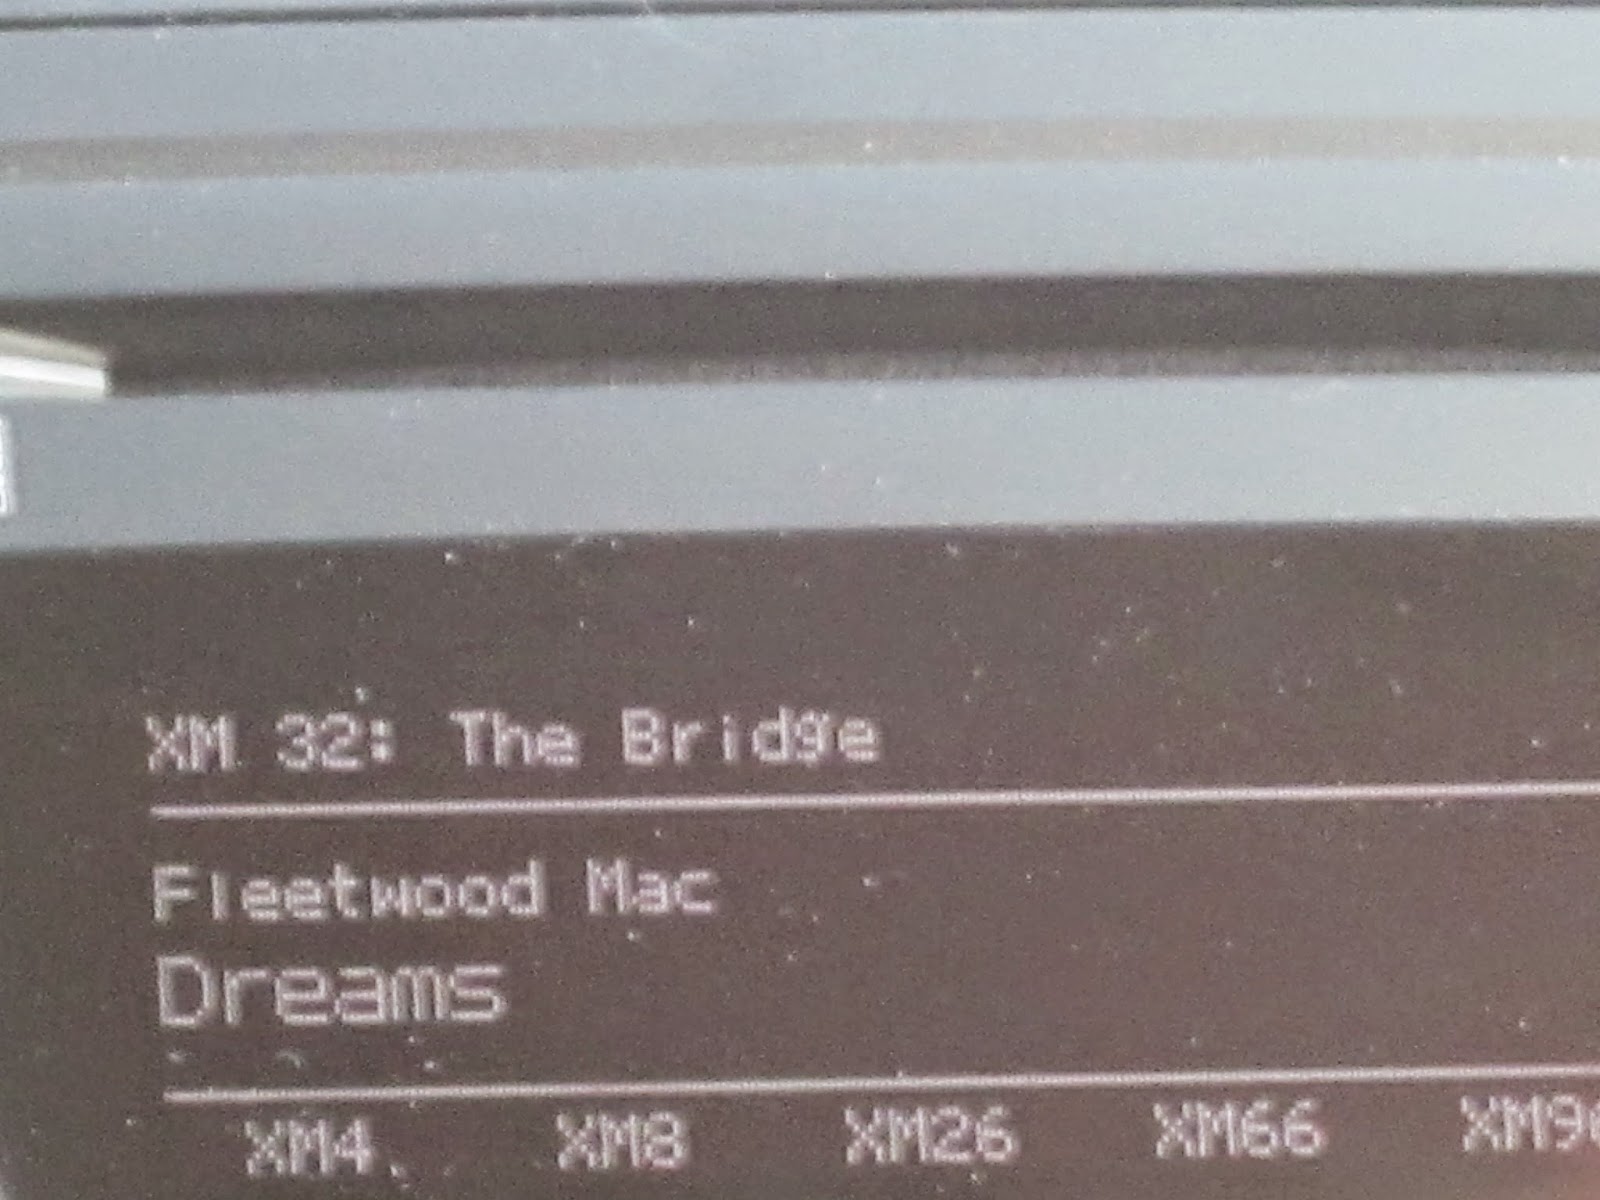 XM 32: The Bridge
Fleetwood Mac
Dreams
XM4 XM8 XM26 XM66